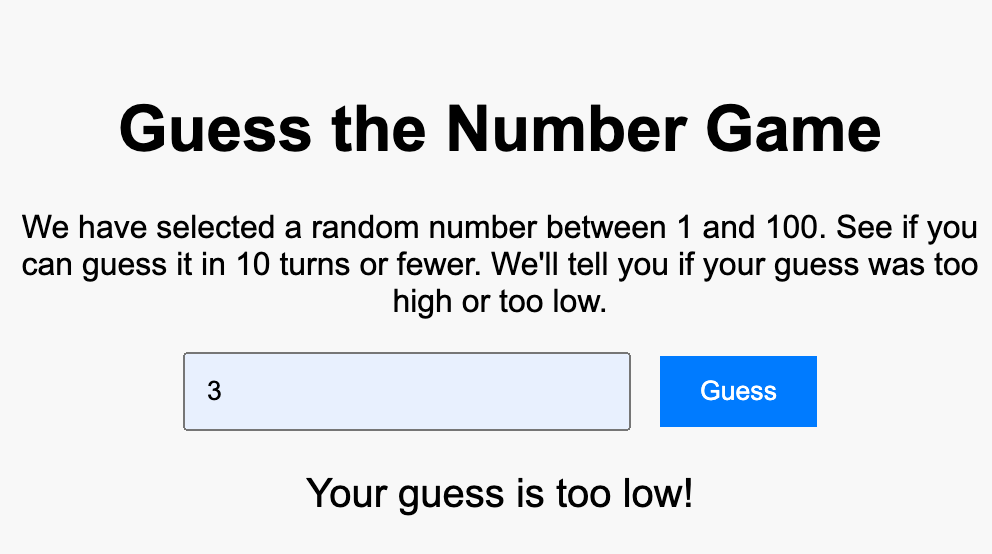 Guess the Number Game
We have selected a random number between 1 and 100. See if you
can guess it in 10 turns or fewer. We'll tell you if your guess was too
high or too low.
3
Guess
Your guess is too low!